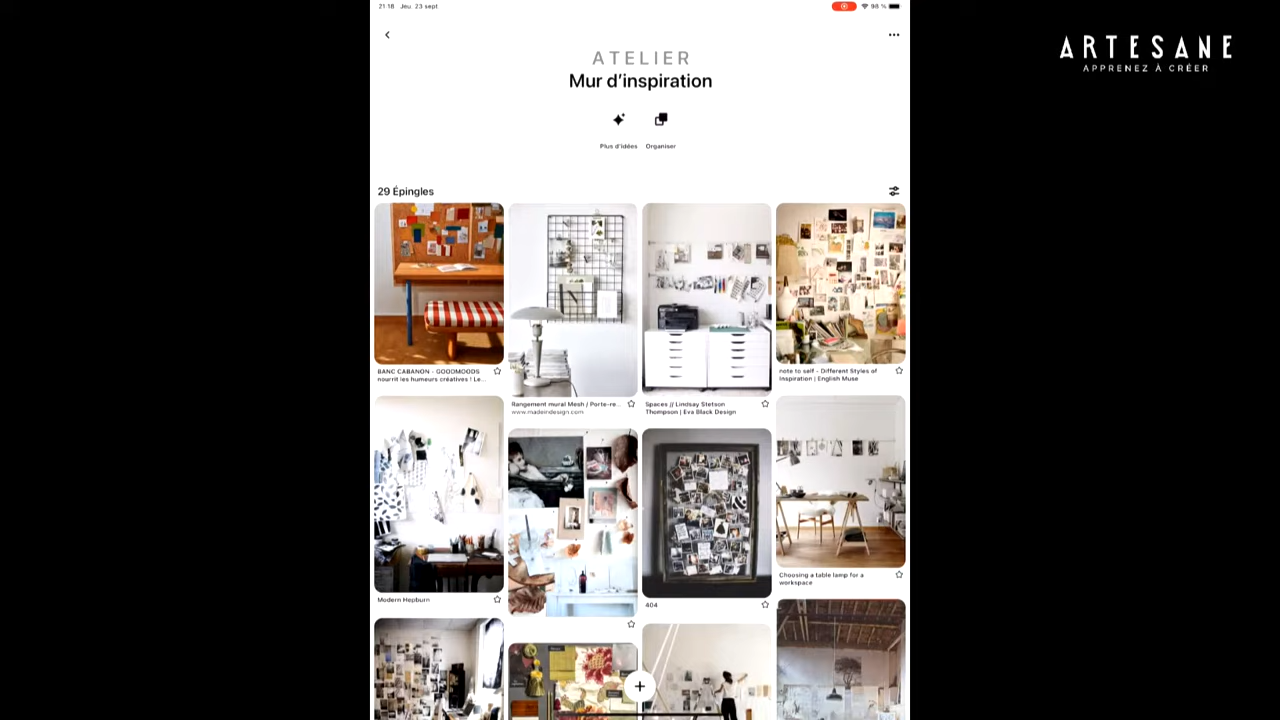 21:18 Jeu. 23 sept
98 %
ARTESANE
APPRENEZ À CRÉER
ATELIER
Mur d'inspiration
Plus d'idées
Organiser
29 Épingles
BANC CABANON - GOODMOODS
nourrit les humeurs créatives ! Le...
Rangement mural Mesh / Porte-re...
www.madeindesign.com
Spaces // Lindsay Stetson
Thompson | Eva Black Design
note to self - Different Styles of
Inspiration | English Muse
Modern Hepburn
404
Choosing a table lamp for a
workspace